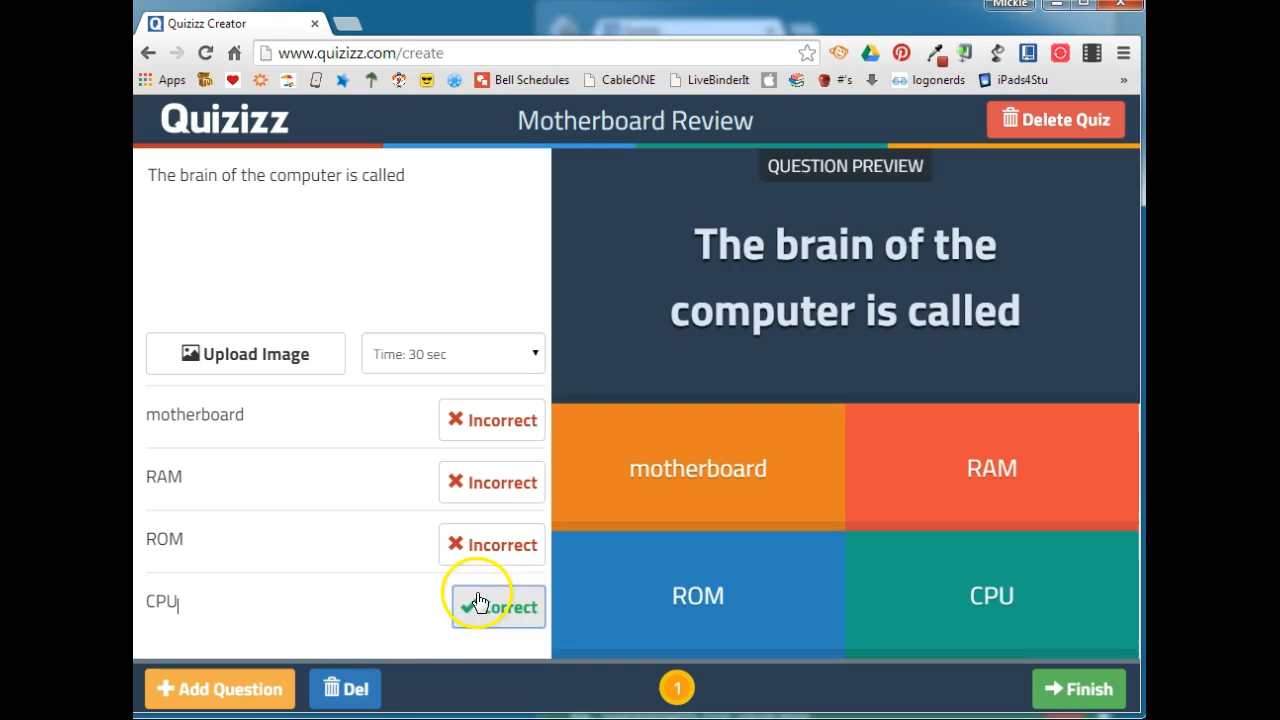 Mickie
Quizizz Creator
www.quizizz.com/create
Apps
Bell Schedules
CableONE
LiveBinderIt
#'s
logonerds
iPads4Stu
»
Quizizz
Motherboard Review
Delete Quiz
The brain of the computer is called
QUESTION PREVIEW
The brain of the
computer is called
Upload Image
Time: 30 sec
motherboard
Incorrect
RAM
Incorrect
ROM
Incorrect
CPU
Correct
motherboard
RAM
ROM
CPU
Add Question
Del
1
Finish